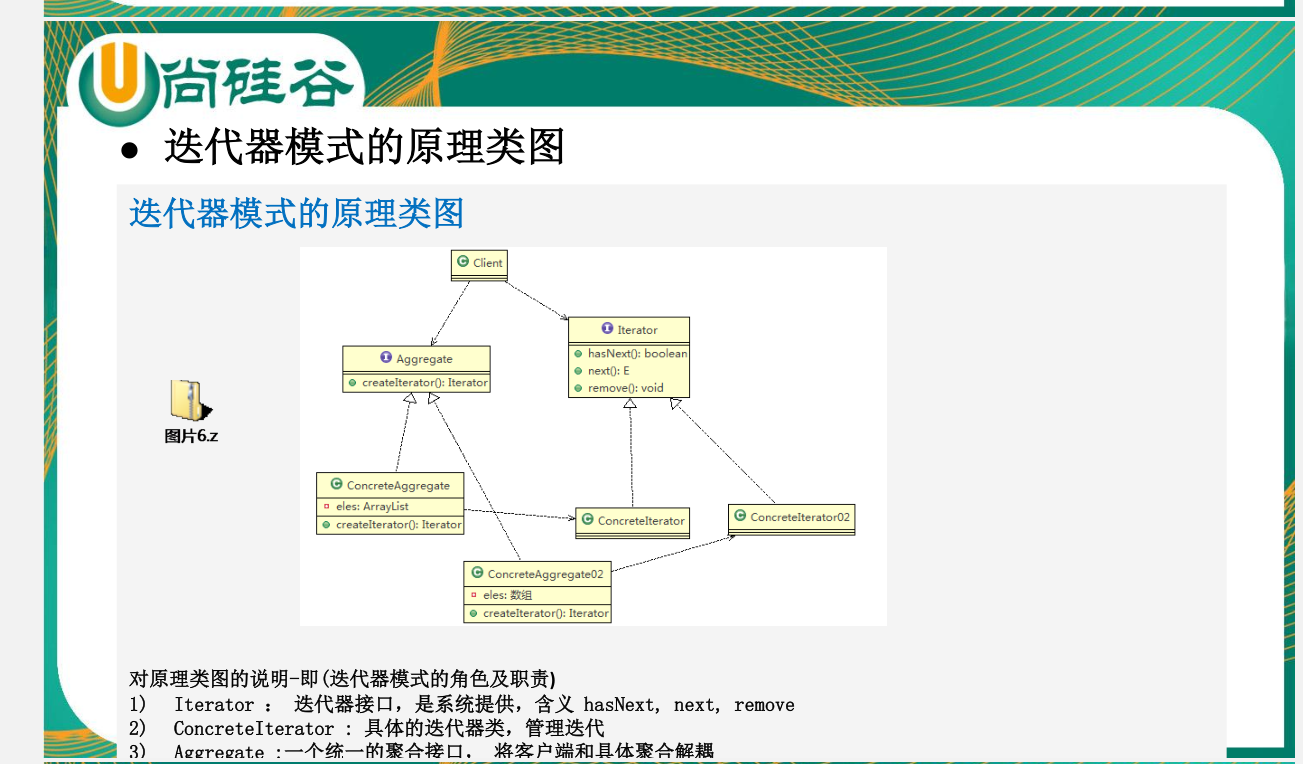 尚硅谷
● 迭代器模式的原理类图
迭代器模式的原理类图
Client
Iterator
hasNext(): boolean
next(): E
remove(): void
Aggregate
createIterator(): Iterator
图片6.z
ConcreteAggregate
eles: ArrayList
createIterator(): Iterator
ConcreteIterator
ConcreteIterator02
ConcreteAggregate02
eles: 数组
createIterator(): Iterator
对原理类图的说明-即(迭代器模式的角色及职责)
1) Iterator : 迭代器接口，是系统提供，含义 hasNext, next, remove
2) ConcreteIterator : 具体的迭代器类，管理迭代
3) Aggregate :一个统一的聚合接口， 将客户端和具体聚合解耦